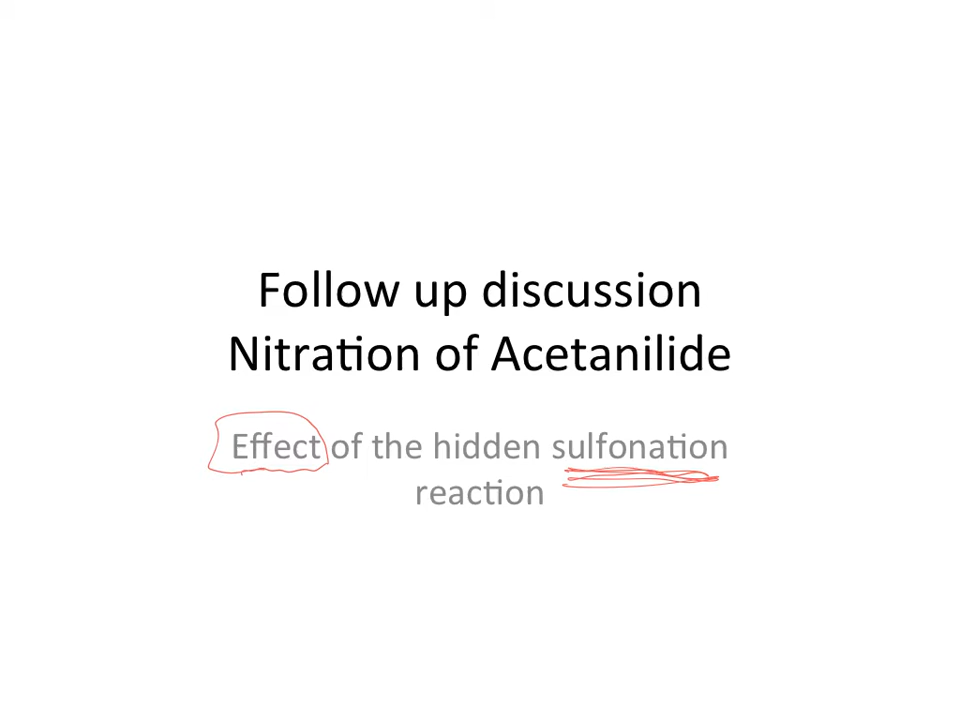 Follow up discussion
Nitration of Acetanilide
Effect of the hidden sulfonation
reaction